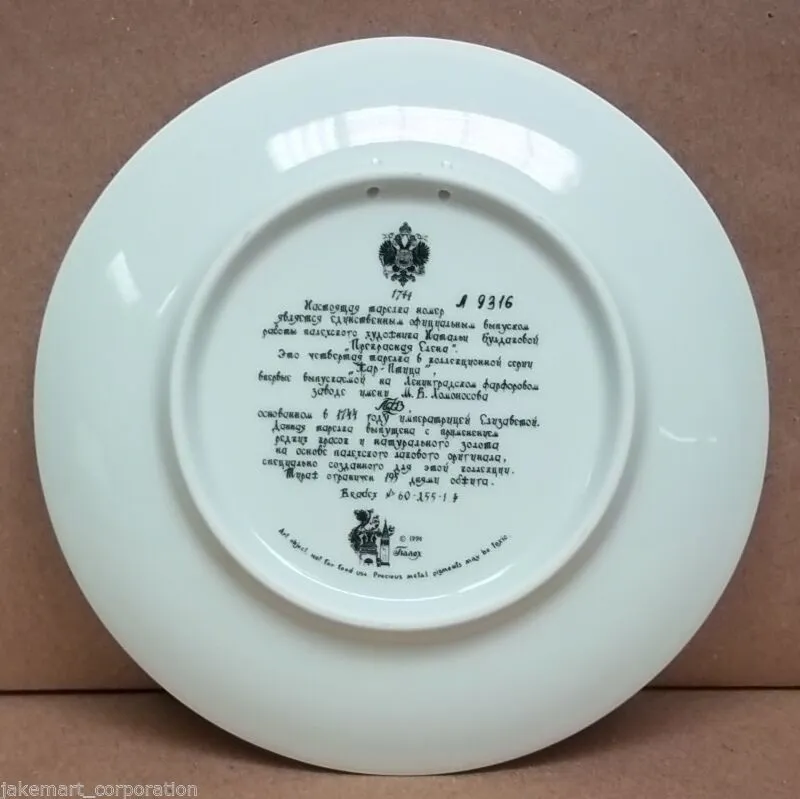 1744
Настоящая тарелка номер Л 9316
является единственным официальным выпуском
работы палехского художника Натальи Булдаковой
"Прекрасная Елена".
Это четвертая тарелка в коллекционной серии
"Жар-Птица",
впервые выпускаемой на Ленинградском фарфоровом
заводе имени М. В. Ломоносова
ЛФЗ,
основанном в 1744 году императрицей Елизаветой.
Данная тарелка выпущена с применением
редких красок и натурального золота
на основе палехского лакового оригинала,
специально созданного для этой коллекции.
Тираж ограничен 195 днями обжига.
Bradex № 60-Л55-1.4
© 1990
Палех
Art object not for food use. Precious metal pigments may be toxic.
jakemart_corporation